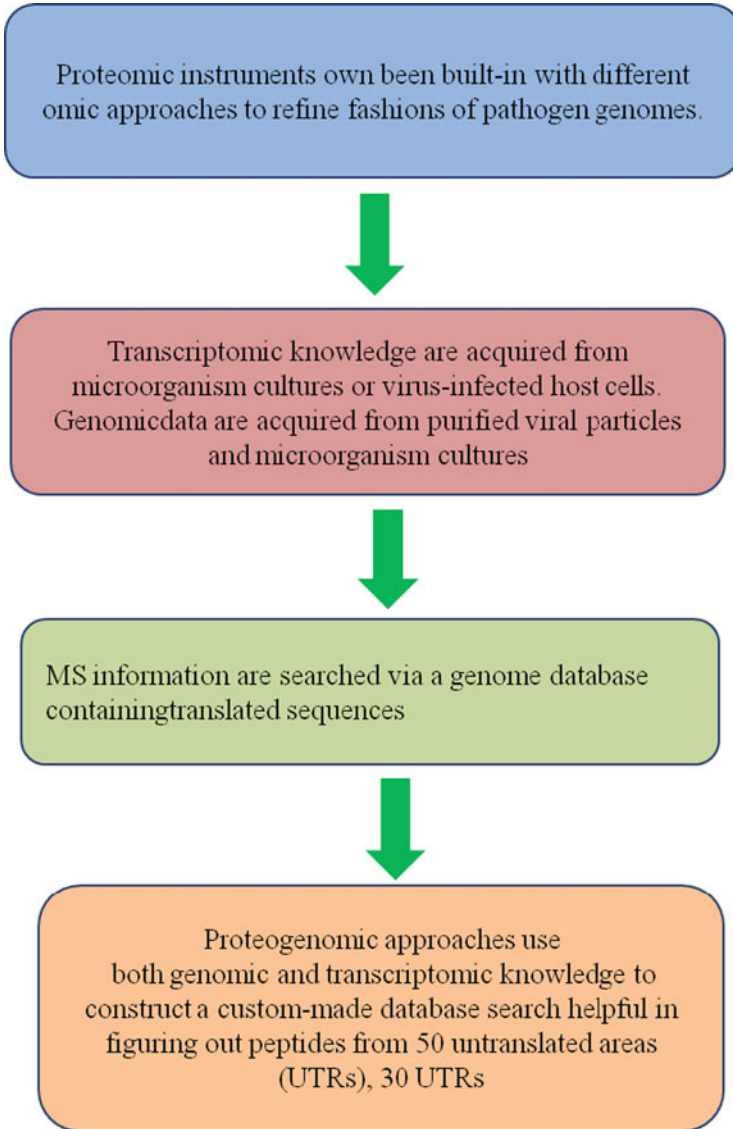 Proteomic instruments own been built-in with different
omic approaches to refine fashions of pathogen genomes.
Transcriptomic knowledge are acquired from
microorganism cultures or virus-infected host cells.
Genomicdata are acquired from purified viral particles
and microorganism cultures
MS information are searched via a genome database
containingtranslated sequences
Proteogenomic approaches use
both genomic and transcriptomic knowledge to
construct a custom-made database search helpful in
figuring out peptides from 50 untranslated areas
(UTRs), 30 UTRs